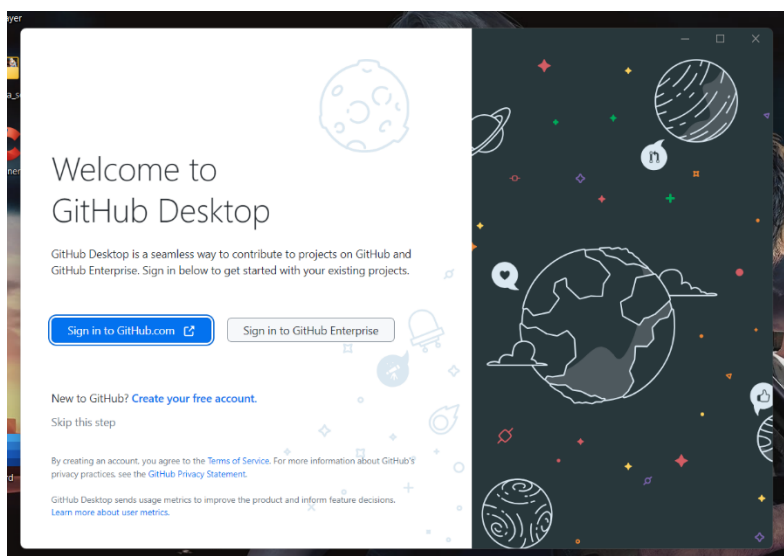 ayer
Welcome to
GitHub Desktop
GitHub Desktop is a seamless way to contribute to projects on GitHub and
GitHub Enterprise. Sign in below to get started with your existing projects.
Sign in to GitHub.com
Sign in to GitHub Enterprise
New to GitHub? Create your free account.
Skip this step
By creating an account, you agree to the Terms of Service. For more information about GitHub's
privacy practices, see the GitHub Privacy Statement.
GitHub Desktop sends usage metrics to improve the product and inform feature decisions.
Learn more about user metrics.